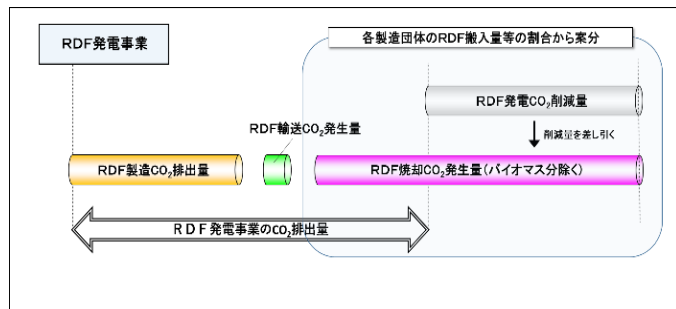 RDF発電事業
各製造団体のRDF搬入量等の割合から案分
RDF発電CO₂削減量
RDF輸送CO₂発生量
削減量を差し引く
RDF製造CO₂排出量
RDF焼却CO₂発生量(バイオマス分除く)
ＲＤＦ発電事業のCO₂排出量